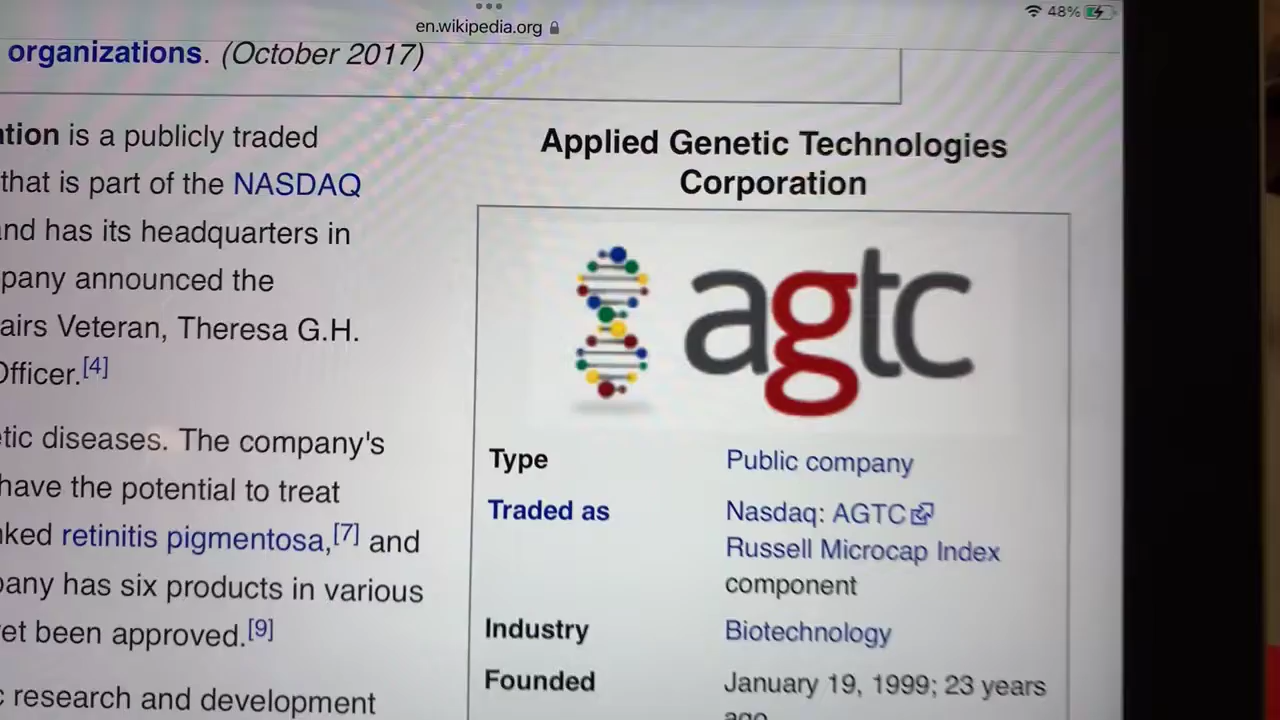 en.wikipedia.org
48%
organizations. (October 2017)
tion is a publicly traded
that is part of the NASDAQ
nd has its headquarters in
pany announced the
airs Veteran, Theresa G.H.
Officer.[4]
tic diseases. The company's
have the potential to treat
ked retinitis pigmentosa,[7] and
any has six products in various
et been approved.[9]
research and development
Applied Genetic Technologies
Corporation
agtc
Type Public company
Traded as Nasdaq: AGTC
Russell Microcap Index
component
Industry Biotechnology
Founded January 19, 1999; 23 years
ago